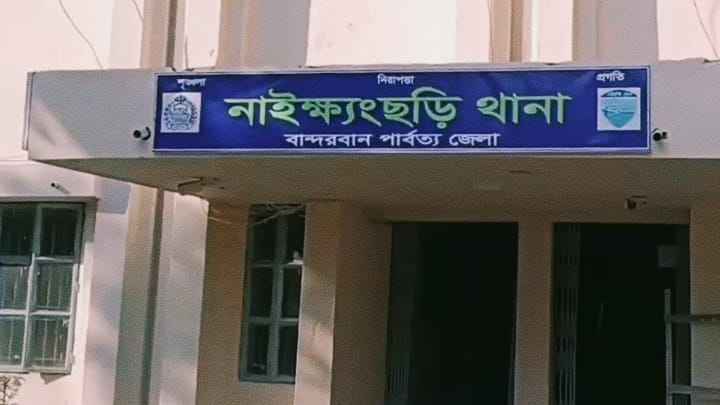 শৃঙ্খলা নিরাপত্তা প্রগতি
নাইক্ষ্যংছড়ি থানা
বান্দরবান পার্বত্য জেলা